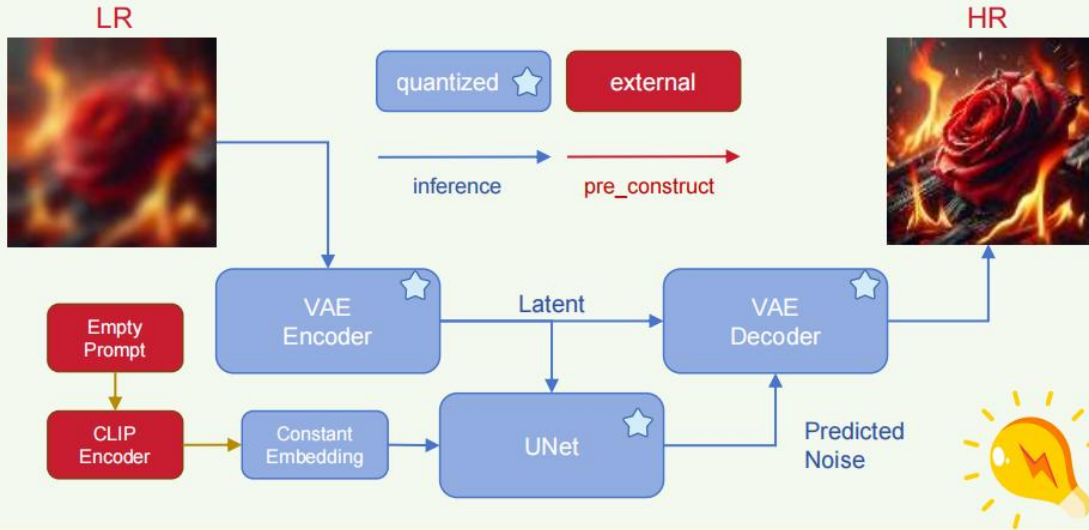 LR
HR
quantized
external
inference
pre_construct
VAE
Encoder
Latent
VAE
Decoder
Empty
Prompt
CLIP
Encoder
Constant
Embedding
UNet
Predicted
Noise